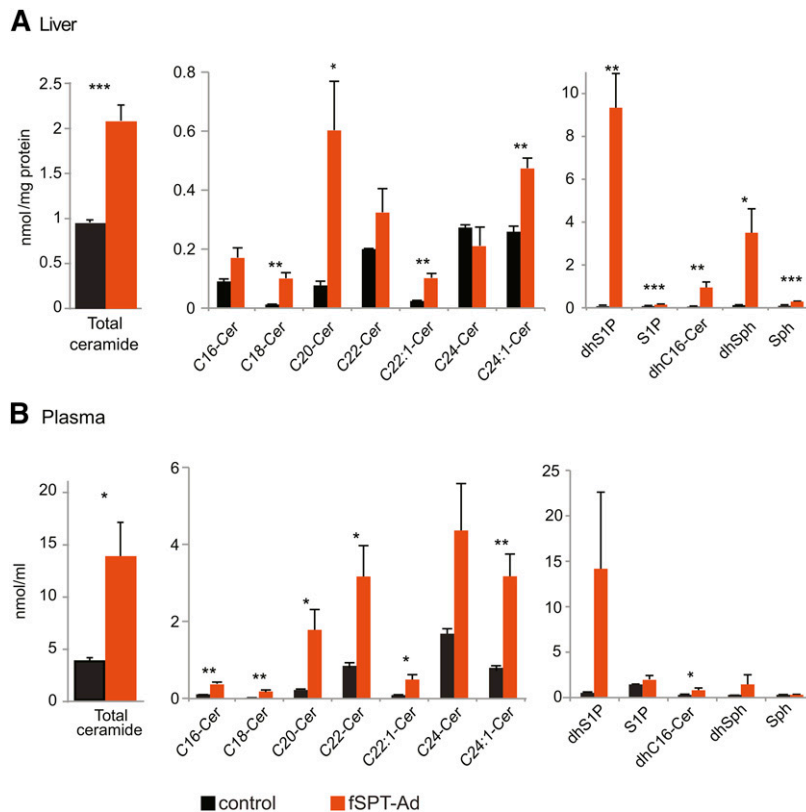 A Liver
nmol/mg protein
2.5
2
1.5
1
0.5
0
***
Total
ceramide
0.8
0.6
0.4
0.2
0
**
*
**
**
C16-Cer
C18-Cer
C20-Cer
C22-Cer
C22:1-Cer
C24-Cer
C24:1-Cer
10
8
6
4
2
0
**
***
**
*
***
dhS1P
S1P
dhC16-Cer
dhSph
Sph
B Plasma
nmol/ml
20
15
10
5
0
*
Total
ceramide
6
4
2
0
**
**
*
*
*
**
C16-Cer
C18-Cer
C20-Cer
C22-Cer
C22:1-Cer
C24-Cer
C24:1-Cer
25
20
15
10
5
0
*
dhS1P
S1P
dhC16-Cer
dhSph
Sph
control fSPT-Ad